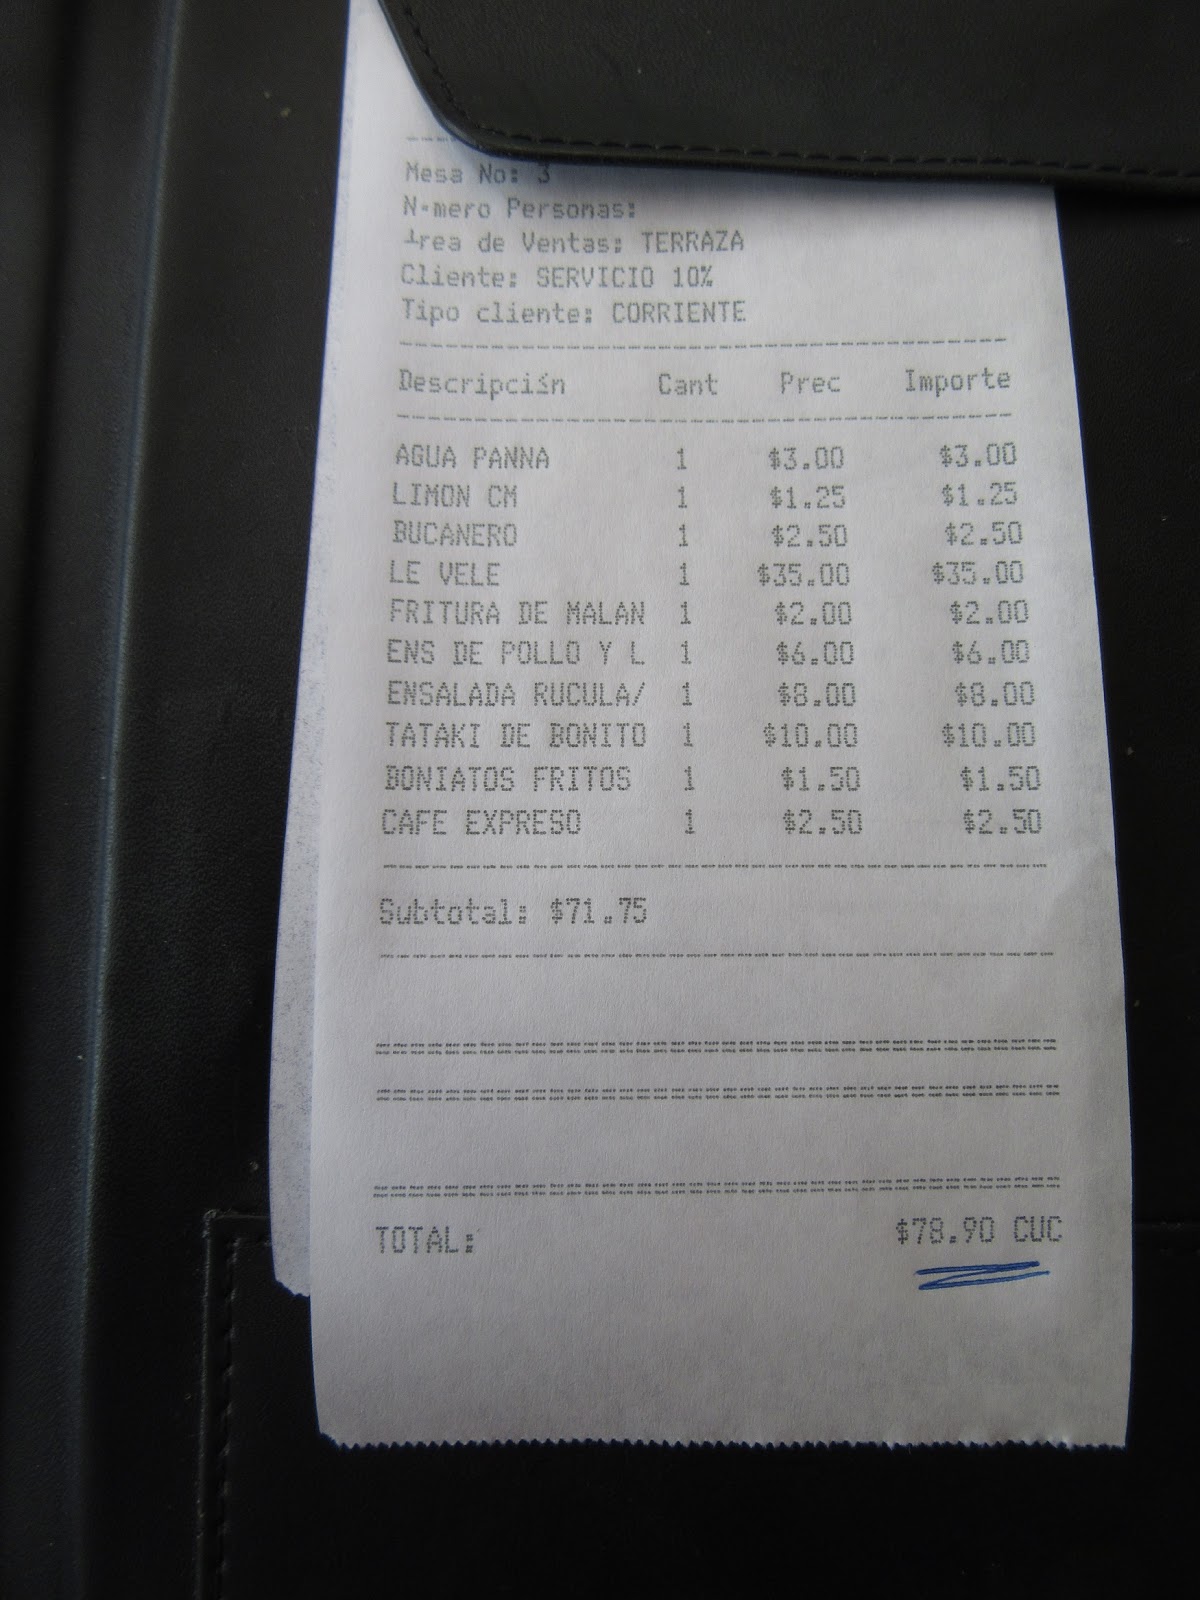 Mesa No: 3
N-mero Personas:
rea de Ventas: TERRAZA
Cliente: SERVICIO 10%
Tipo cliente: CORRIENTE
Descripción Cant Prec Importe
AGUA PANNA 1 $3.00 $3.00
LIMON CM 1 $1.25 $1.25
BUCANERO 1 $2.50 $2.50
LE VELE 1 $35.00 $35.00
FRITURA DE MALAN 1 $2.00 $2.00
ENS DE POLLO Y L 1 $6.00 $6.00
ENSALADA RUCULA/ 1 $8.00 $8.00
TATAKI DE BONITO 1 $10.00 $10.00
BONIATOS FRITOS 1 $1.50 $1.50
CAFE EXPRESO 1 $2.50 $2.50
Subtotal: $71.75
TOTAL: $78.90 CUC